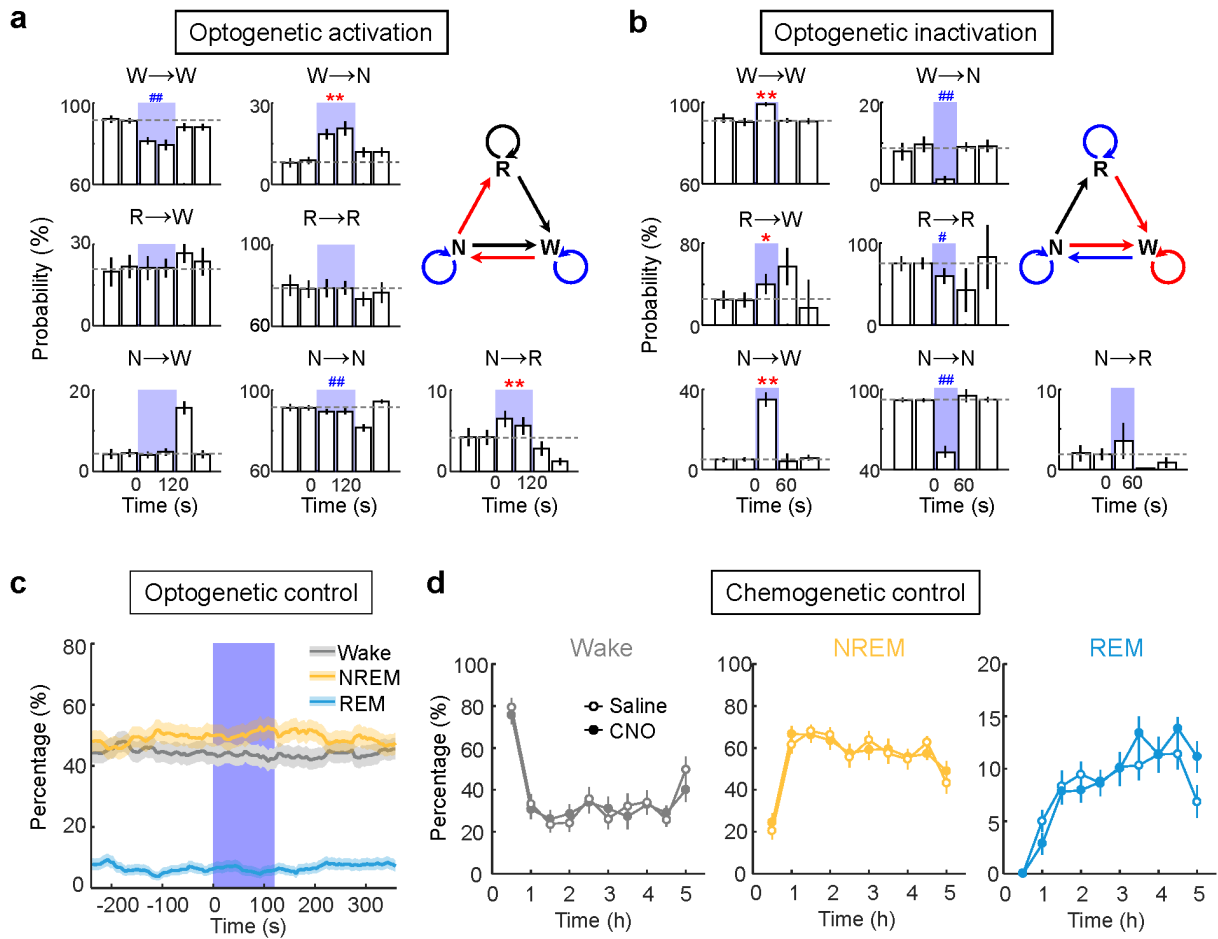 a
Optogenetic activation
W→W
W→N
##
**
100
60
30
0
R→W
R→R
30
0
100
60
N→W
N→N
N→R
##
**
20
0
100
60
10
0
0 120
0 120
0 120
Time (s)
Time (s)
Time (s)
Probability (%)
R
N
W
b
Optogenetic inactivation
W→W
W→N
**
##
100
60
20
0
R→W
R→R
*
#
80
0
100
0
N→W
N→N
N→R
**
##
40
0
100
40
10
0
0 60
0 60
0 60
Time (s)
Time (s)
Time (s)
Probability (%)
R
N
W
c
Optogenetic control
Wake
NREM
REM
Percentage (%)
80
60
40
20
0
-200 -100 0 100 200 300
Time (s)
d
Chemogenetic control
Wake
Saline
CNO
Percentage (%)
100
80
60
40
20
0
0 1 2 3 4 5
Time (h)
NREM
100
80
60
40
20
0
0 1 2 3 4 5
Time (h)
REM
20
15
10
5
0
0 1 2 3 4 5
Time (h)